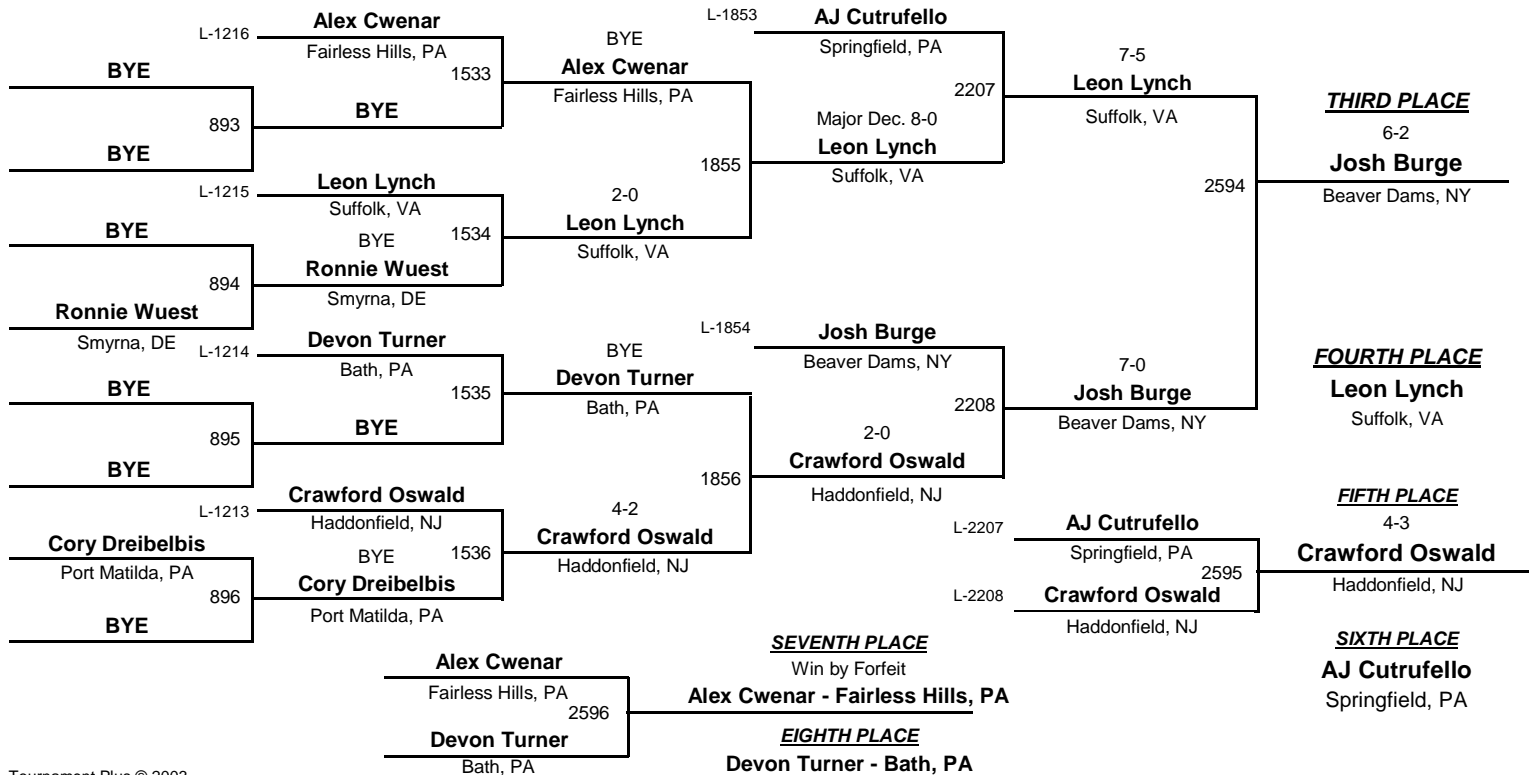 L-1216
Alex Cwenar
Fairless Hills, PA
BYE
893
BYE
1533
BYE
BYE
Alex Cwenar
Fairless Hills, PA
L-1215
Leon Lynch
Suffolk, VA
BYE
894
Ronnie Wuest
Smyrna, DE
1534
BYE
Ronnie Wuest
Smyrna, DE
2-0
Leon Lynch
Suffolk, VA
1855
L-1853
AJ Cutrufello
Springfield, PA
Major Dec. 8-0
Leon Lynch
Suffolk, VA
2207
7-5
Leon Lynch
Suffolk, VA
L-1214
Devon Turner
Bath, PA
BYE
895
BYE
1535
BYE
BYE
Devon Turner
Bath, PA
L-1213
Crawford Oswald
Haddonfield, NJ
Cory Dreibelbis
Port Matilda, PA
896
BYE
1536
BYE
Cory Dreibelbis
Port Matilda, PA
4-2
Crawford Oswald
Haddonfield, NJ
1856
L-1854
Josh Burge
Beaver Dams, NY
2-0
Crawford Oswald
Haddonfield, NJ
2208
7-0
Josh Burge
Beaver Dams, NY
2594
THIRD PLACE
6-2
Josh Burge
Beaver Dams, NY
FOURTH PLACE
Leon Lynch
Suffolk, VA
L-2207
AJ Cutrufello
Springfield, PA
2595
L-2208
Crawford Oswald
Haddonfield, NJ
FIFTH PLACE
4-3
Crawford Oswald
Haddonfield, NJ
SIXTH PLACE
AJ Cutrufello
Springfield, PA
Alex Cwenar
Fairless Hills, PA
2596
Devon Turner
Bath, PA
SEVENTH PLACE
Win by Forfeit
Alex Cwenar - Fairless Hills, PA
EIGHTH PLACE
Devon Turner - Bath, PA